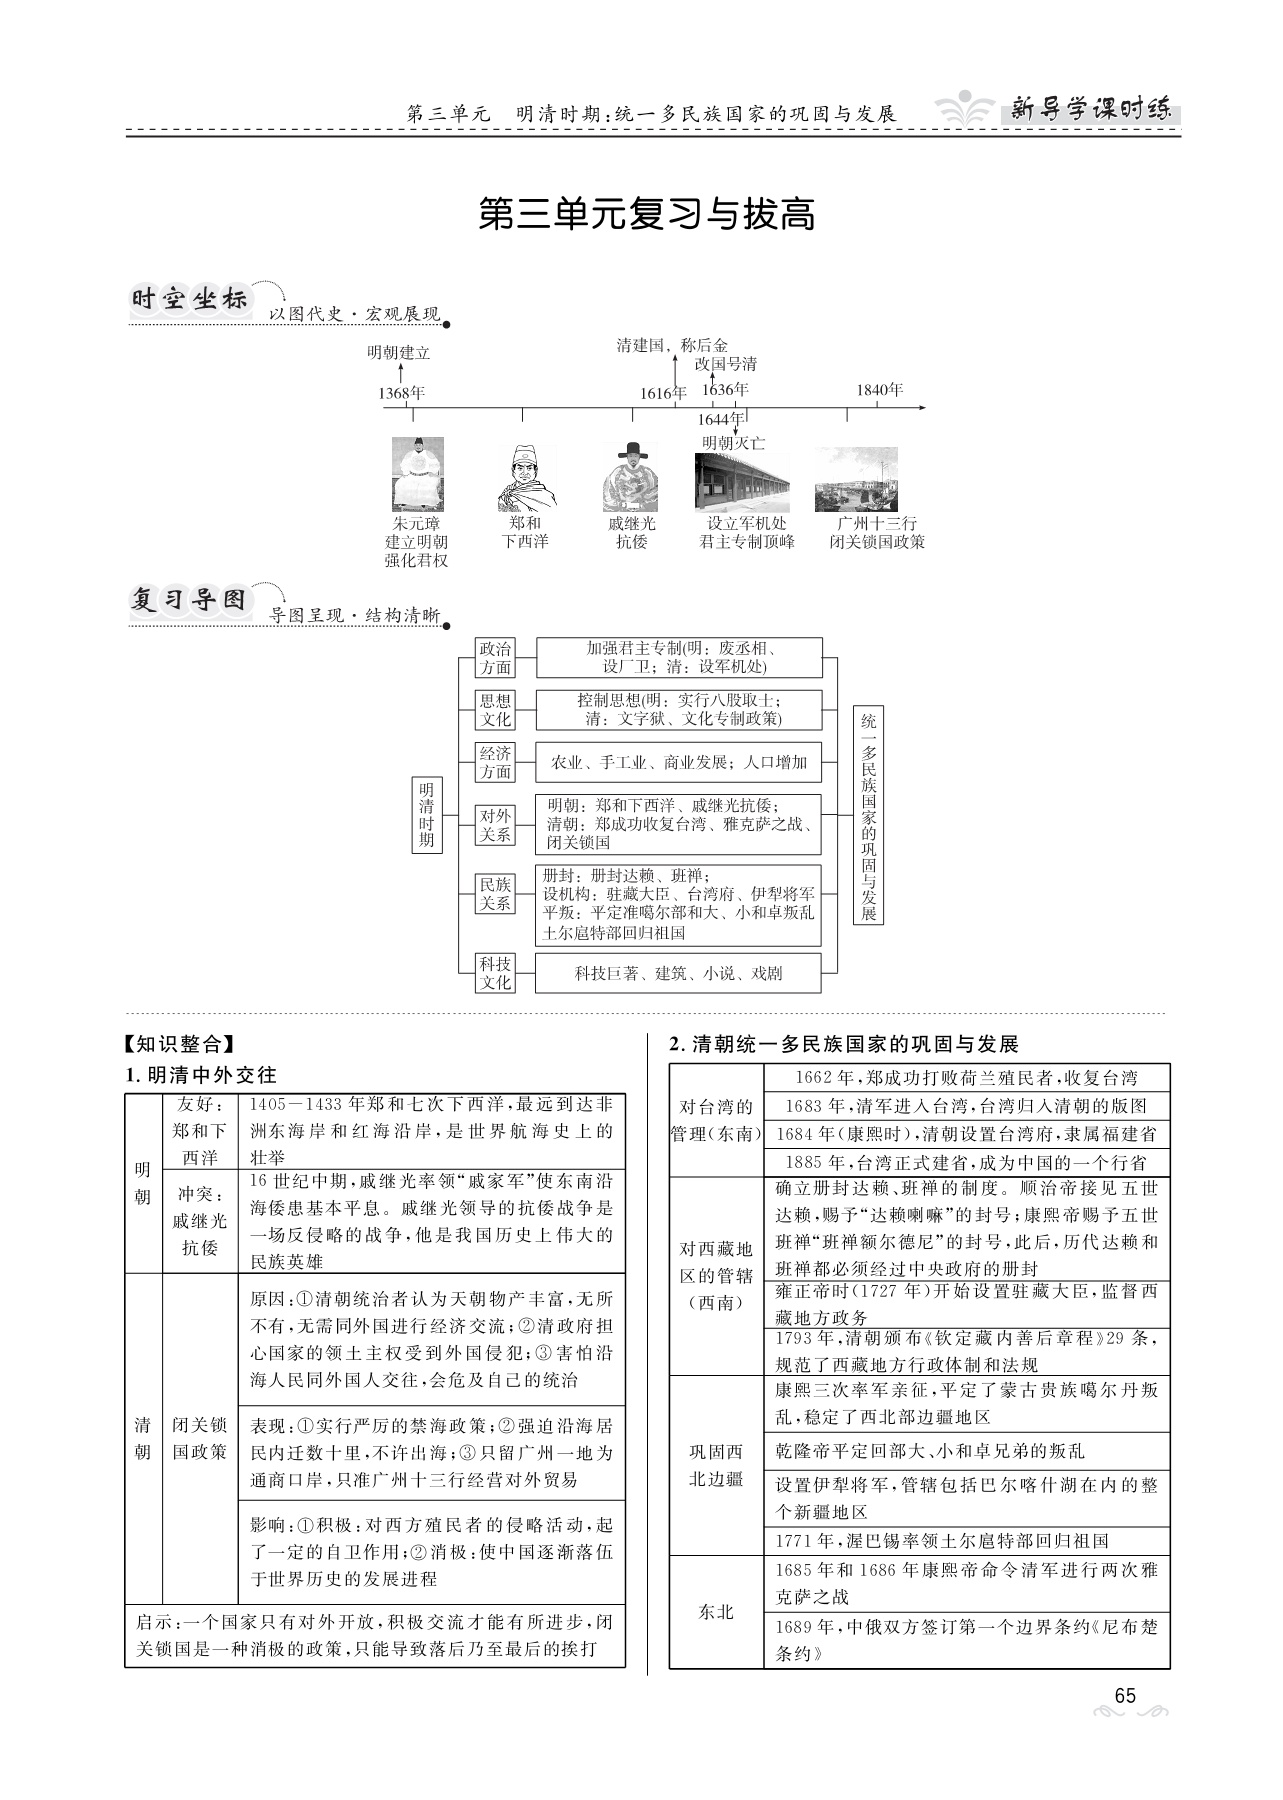 第三单元 明清时期:统一多民族国家的巩固与发展
新导学课时练
第三单元复习与拔高
时空坐标
以图代史·宏观展现
清建国，称后金
明朝建立
改国号清
1368年
1616年
1636年
1840年
1644年
明朝灭亡
朱元璋
建立明朝
强化君权
郑和
下西洋
戚继光
抗倭
设立军机处
君主专制顶峰
广州十三行
闭关锁国政策
复习导图
导图呈现·结构清晰
明清时期
政治
方面
加强君主专制(明：废丞相、
设厂卫；清：设军机处)
思想
文化
控制思想(明：实行八股取士；
清：文字狱、文化专制政策)
经济
方面
农业、手工业、商业发展；人口增加
对外
关系
明朝：郑和下西洋、戚继光抗倭；
清朝：郑成功收复台湾、雅克萨之战、
闭关锁国
民族
关系
册封：册封达赖、班禅；
设机构：驻藏大臣、台湾府、伊犁将军
平叛：平定准噶尔部和大、小和卓叛乱
土尔扈特部回归祖国
科技
文化
科技巨著、建筑、小说、戏剧
统一多民族国家的巩固与发展
【知识整合】
1. 明清中外交往
明
朝
友好：
郑和下
西洋
1405－1433 年郑和七次下西洋,最远到达非
洲东海岸和红海沿岸,是世界航海史上的
壮举
冲突：
戚继光
抗倭
16 世纪中期,戚继光率领“戚家军”使东南沿
海倭患基本平息。戚继光领导的抗倭战争是
一场反侵略的战争,他是我国历史上伟大的
民族英雄
清
朝
闭关锁
国政策
原因:①清朝统治者认为天朝物产丰富,无所
不有,无需同外国进行经济交流;②清政府担
心国家的领土主权受到外国侵犯;③害怕沿
海人民同外国人交往,会危及自己的统治
表现:①实行严厉的禁海政策;②强迫沿海居
民内迁数十里,不许出海;③只留广州一地为
通商口岸,只准广州十三行经营对外贸易
影响:①积极:对西方殖民者的侵略活动,起
了一定的自卫作用;②消极:使中国逐渐落伍
于世界历史的发展进程
启示:一个国家只有对外开放,积极交流才能有所进步,闭
关锁国是一种消极的政策,只能导致落后乃至最后的挨打
2. 清朝统一多民族国家的巩固与发展
对台湾的
管理(东南)
1662 年,郑成功打败荷兰殖民者,收复台湾
1683 年,清军进入台湾,台湾归入清朝的版图
1684 年(康熙时),清朝设置台湾府,隶属福建省
1885 年,台湾正式建省,成为中国的一个行省
对西藏地
区的管辖
(西南)
确立册封达赖、班禅的制度。顺治帝接见五世
达赖,赐予“达赖喇嘛”的封号;康熙帝赐予五世
班禅“班禅额尔德尼”的封号,此后,历代达赖和
班禅都必须经过中央政府的册封
雍正帝时(1727 年)开始设置驻藏大臣,监督西
藏地方政务
1793 年,清朝颁布《钦定藏内善后章程》29 条,
规范了西藏地方行政体制和法规
巩固西
北边疆
康熙三次率军亲征,平定了蒙古贵族噶尔丹叛
乱,稳定了西北部边疆地区
乾隆帝平定回部大、小和卓兄弟的叛乱
设置伊犁将军,管辖包括巴尔喀什湖在内的整
个新疆地区
1771 年,渥巴锡率领土尔扈特部回归祖国
东北
1685 年和 1686 年康熙帝命令清军进行两次雅
克萨之战
1689 年,中俄双方签订第一个边界条约《尼布楚
条约》
65